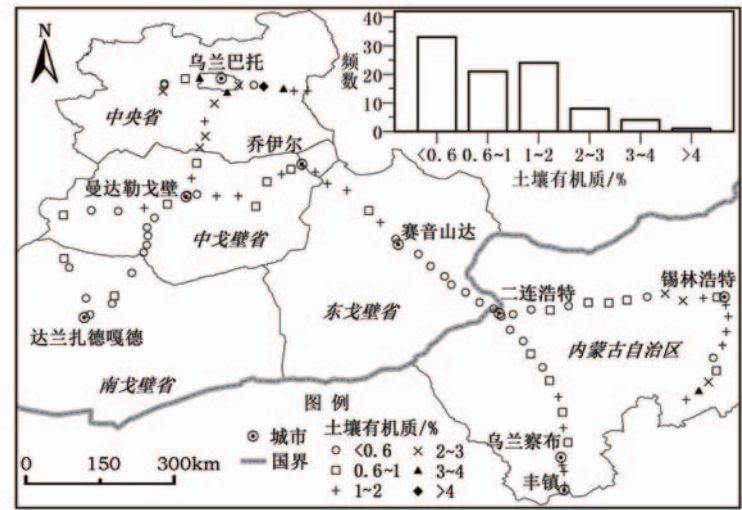 N
乌兰巴托
中央省
乔伊尔
曼达勒戈壁
中戈壁省
赛音山达
二连浩特
锡林浩特
达兰扎德嘎德
东戈壁省
内蒙古自治区
南戈壁省
乌兰察布
丰镇
频数
40
30
20
10
0
<0.6 0.6~1 1~2 2~3 3~4 >4
土壤有机质/%
图 例
土壤有机质/%
城市
国界
<0.6 2~3
0.6~1 3~4
1~2 >4
0 150 300km